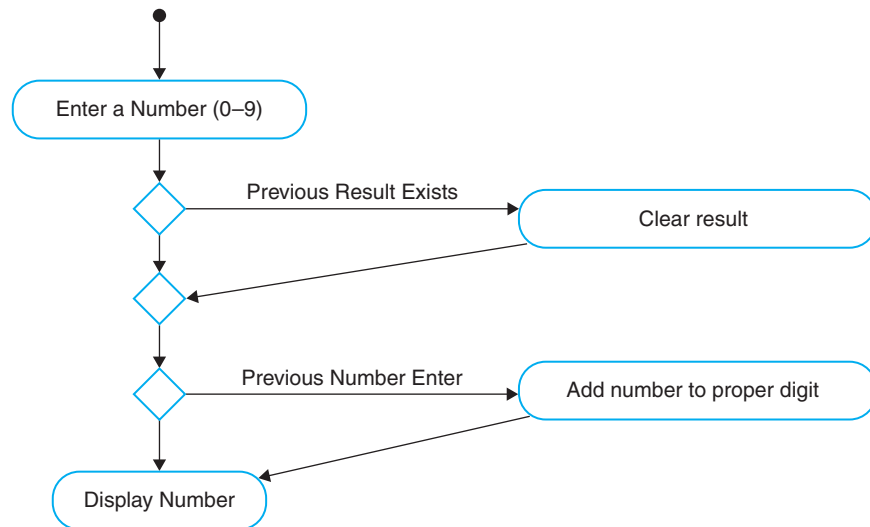 Enter a Number (0–9)
Previous Result Exists
Clear result
Previous Number Enter
Add number to proper digit
Display Number